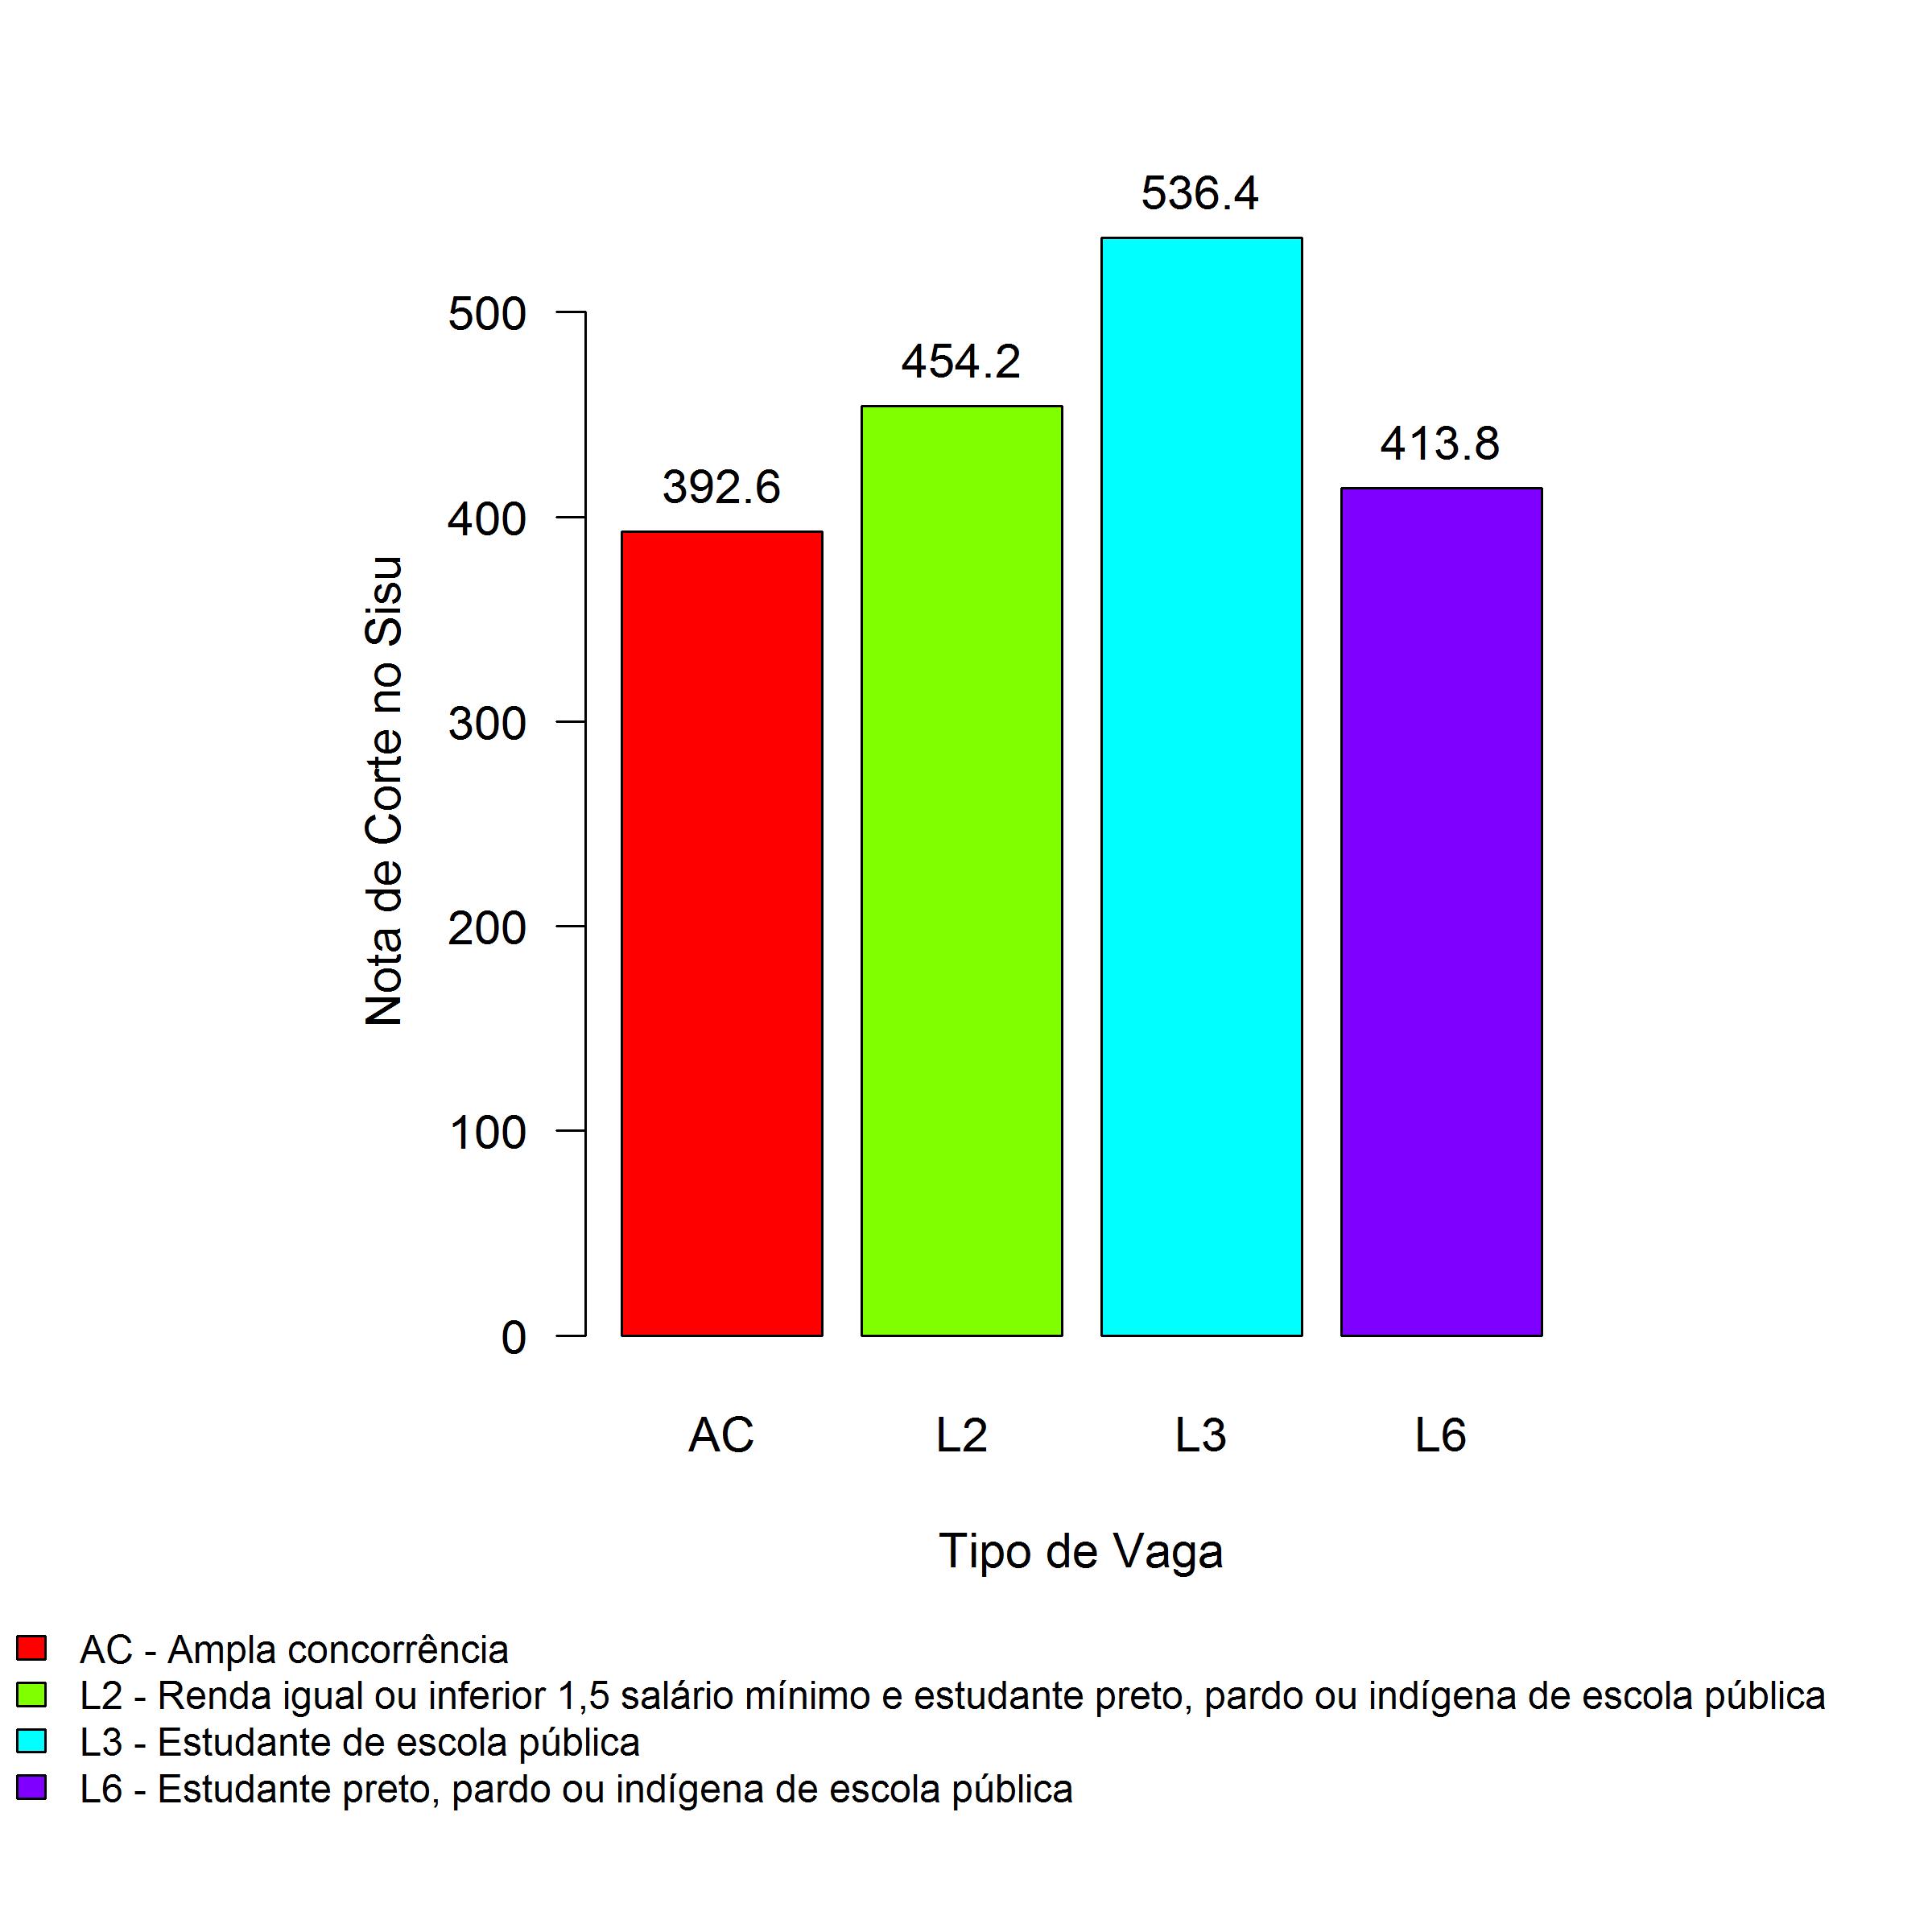 536.4
500
454.2
413.8
392.6
400
Nota de Corte no Sisu
300
200
100
0
AC L2 L3 L6
Tipo de Vaga
AC - Ampla concorrência
L2 - Renda igual ou inferior 1,5 salário mínimo e estudante preto, pardo ou indígena de escola pública
L3 - Estudante de escola pública
L6 - Estudante preto, pardo ou indígena de escola pública